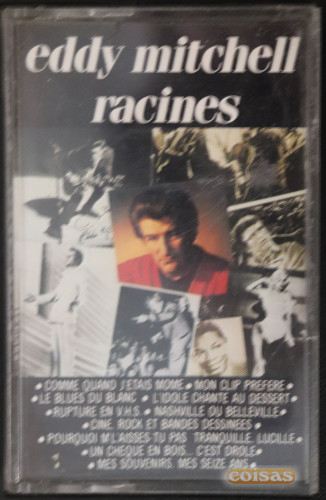 eddy mitchell
racines
• COMME QUAND J'ETAIS MOME • MON CLIP PREFERE •
• LE BLUES DU BLANC • L'IDOLE CHANTE AU DESSERT •
• RUPTURE EN V.H.S. • NASHVILLE OU BELLEVILLE •
• CINE, ROCK ET BANDES DESSINEES •
• POURQUOI M'LAISSES TU PAS TRANQUILLE, LUCILLE •
• UN CHEQUE EN BOIS... C'EST DROLE •
• MES SOUVENIRS, MES SEIZE ANS •
coisas